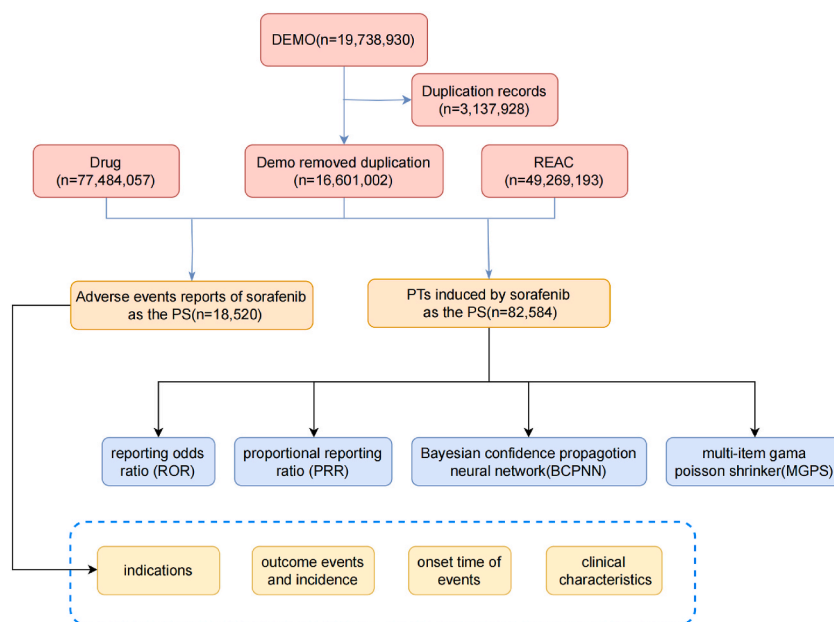 DEMO(n=19,738,930)
Duplication records
(n=3,137,928)
Drug
(n=77,484,057)
Demo removed duplication
(n=16,601,002)
REAC
(n=49,269,193)
Adverse events reports of sorafenib
as the PS(n=18,520)
PTs induced by sorafenib
as the PS(n=82,584)
reporting odds
ratio (ROR)
proportional reporting
ratio (PRR)
Bayesian confidence propagotion
neural network(BCPNN)
multi-item gama
poisson shrinker(MGPS)
indications
outcome events
and incidence
onset time of
events
clinical
characteristics